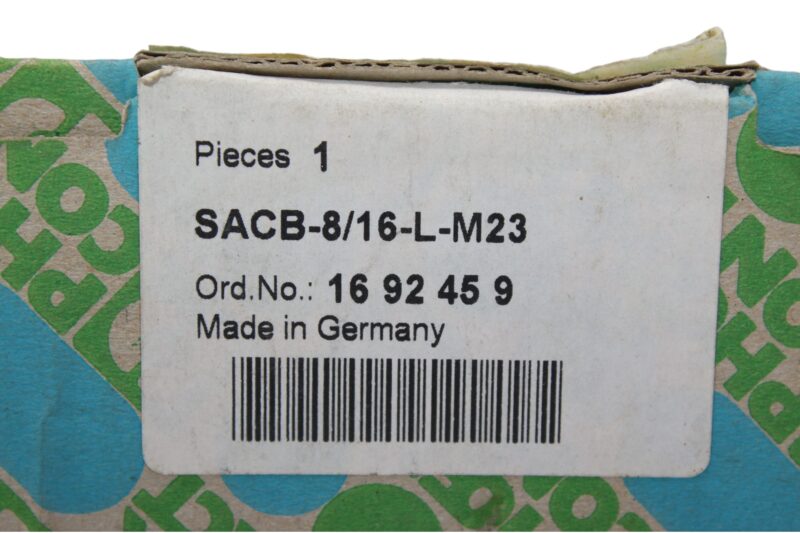 Pieces 1
SACB-8/16-L-M23
Ord.No.: 16 92 45 9
Made in Germany